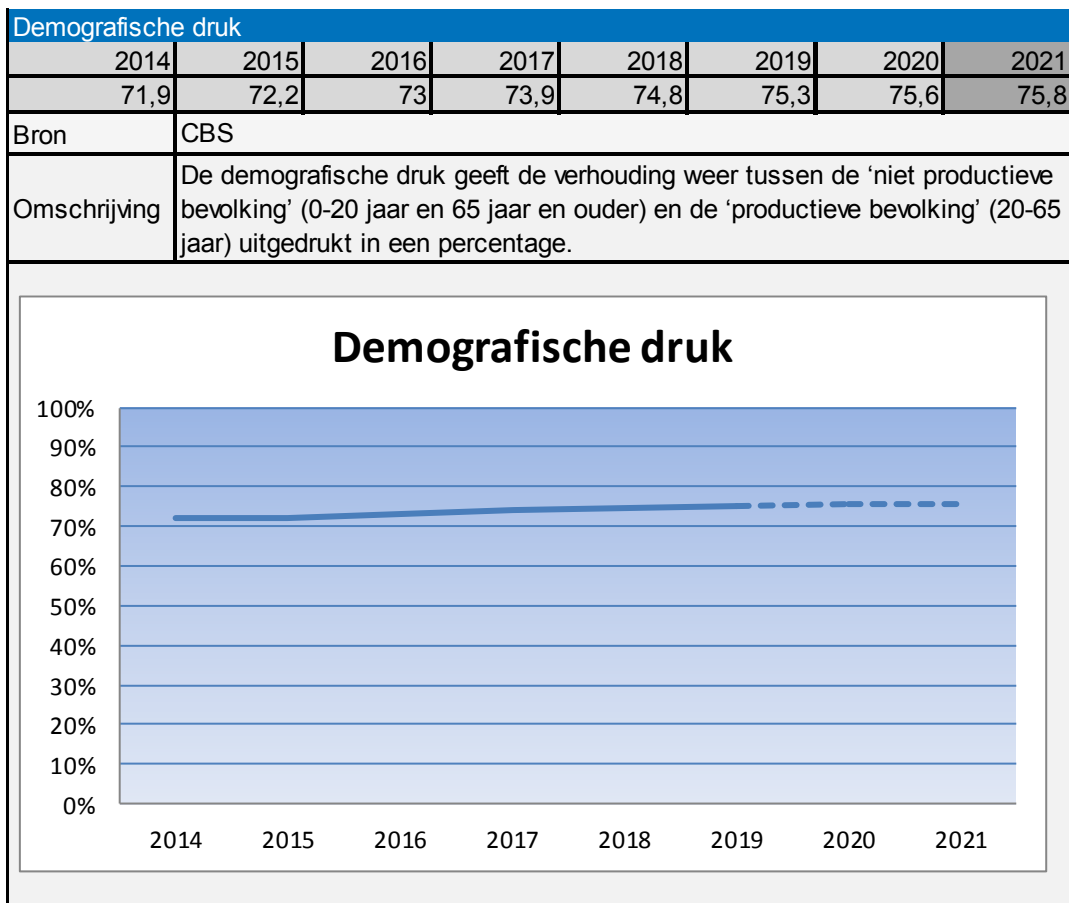 Demografische druk
2014 2015 2016 2017 2018 2019 2020 2021
71,9 72,2 73 73,9 74,8 75,3 75,6 75,8
Bron CBS
Omschrijving De demografische druk geeft de verhouding weer tussen de ‘niet productieve
bevolking’ (0-20 jaar en 65 jaar en ouder) en de ‘productieve bevolking’ (20-65
jaar) uitgedrukt in een percentage.
Demografische druk
100%
90%
80%
70%
60%
50%
40%
30%
20%
10%
0%
2014 2015 2016 2017 2018 2019 2020 2021